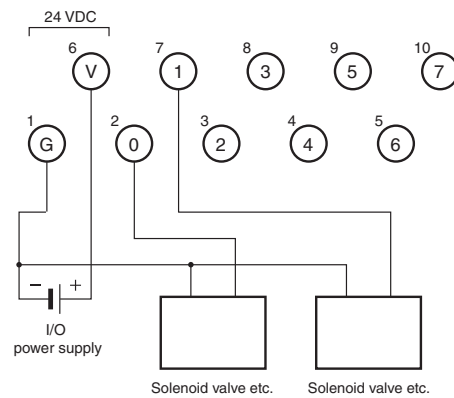 24 VDC
6 7 8 9 10
V 1 3 5 7
1 2 3 4 5
G 0 2 4 6
− +
I/O
power supply
Solenoid valve etc. Solenoid valve etc.